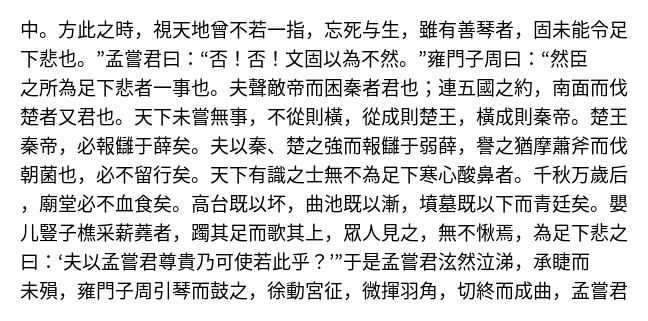 中。方此之時，視天地曾不若一指，忘死与生，雖有善琴者，固未能令足
下悲也。”孟嘗君曰：“否！否！文固以為不然。”雍門子周曰：“然臣
之所為足下悲者一事也。夫聲敵帝而困秦者君也；連五國之約，南面而伐
楚者又君也。天下未嘗無事，不從則橫，從成則楚王，橫成則秦帝。楚王
秦帝，必報讎于薛矣。夫以秦、楚之強而報讎于弱薛，譽之猶摩蕭斧而伐
朝菌也，必不留行矣。天下有識之士無不為足下寒心酸鼻者。千秋万歲后
，廟堂必不血食矣。高台既以坏，曲池既以漸，墳墓既以下而青廷矣。嬰
儿豎子樵采薪蕘者，躅其足而歌其上，眾人見之，無不愀焉，為足下悲之
曰：‘夫以孟嘗君尊貴乃可使若此乎？’”于是孟嘗君泫然泣涕，承睫而
未殞，雍門子周引琴而鼓之，徐動宮征，微揮羽角，切終而成曲，孟嘗君